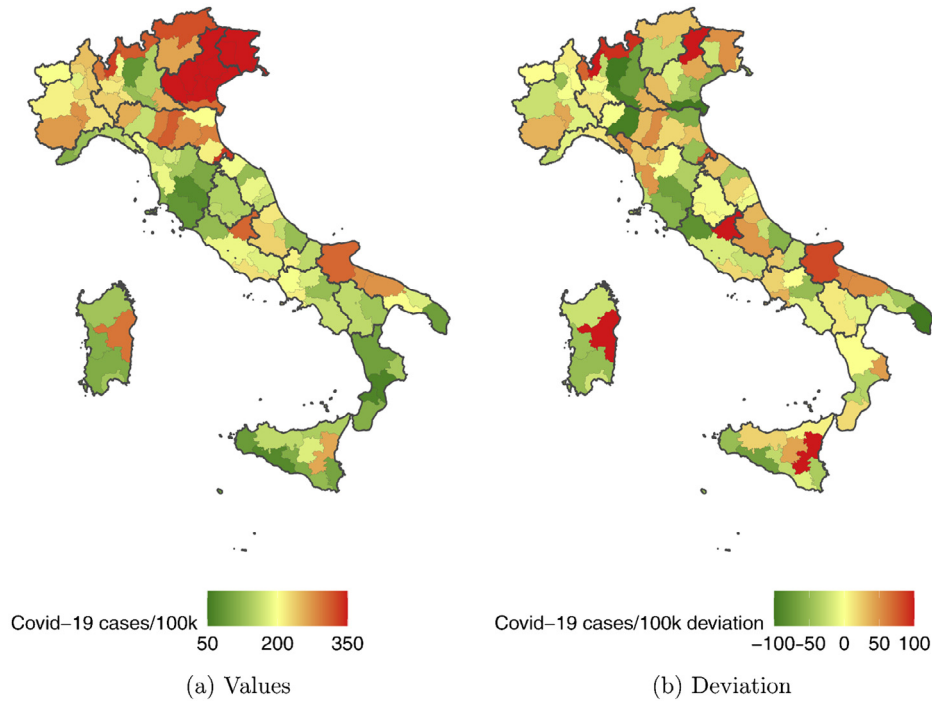 Covid−19 cases/100k
50 200 350
Covid−19 cases/100k deviation
−100−50 0 50 100
(a) Values
(b) Deviation